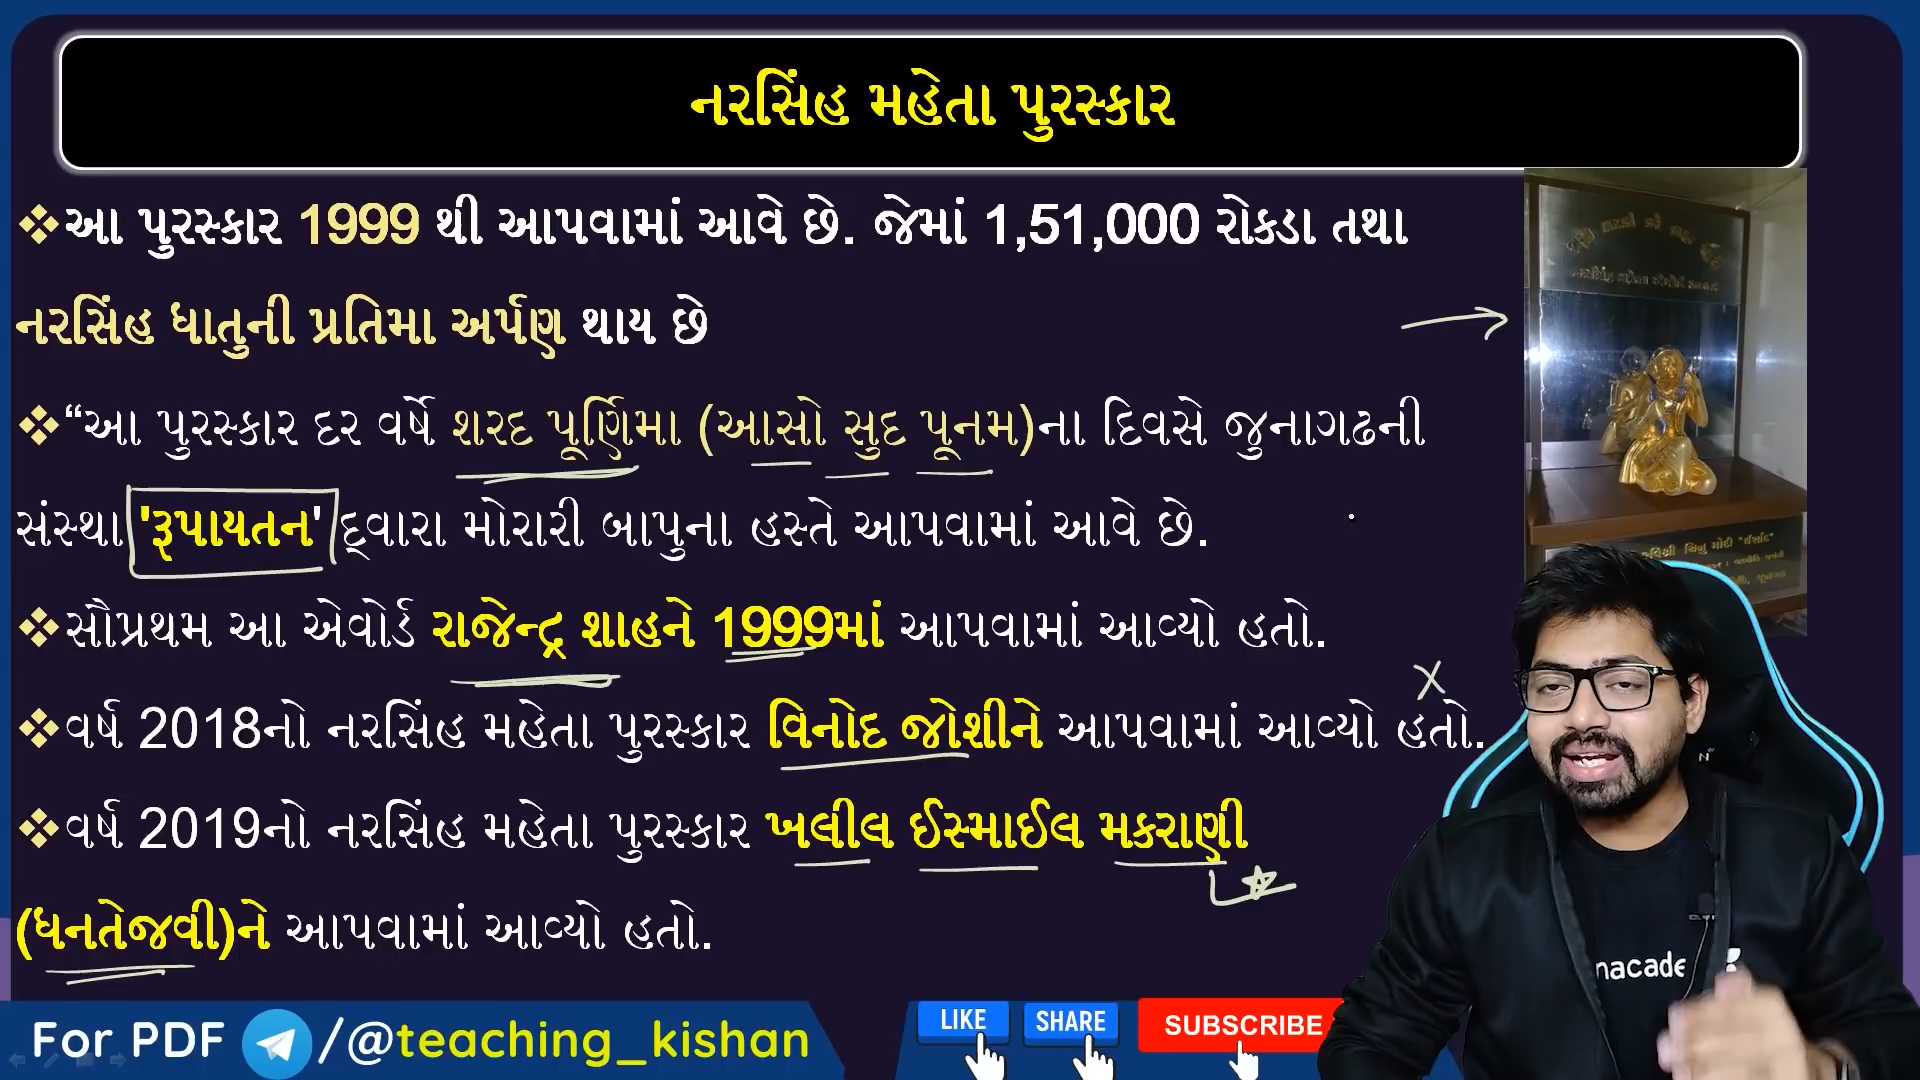 નરસિંહ મહેતા પુરસ્કાર
❖આ પુરસ્કાર 1999 થી આપવામાં આવે છે. જેમાં 1,51,000 રોકડા તથા
નરસિંહ ધાતુની પ્રતિમા અર્પણ થાય છે
❖“આ પુરસ્કાર દર વર્ષે શરદ પૂર્ણિમા (આસો સુદ પૂનમ)ના દિવસે જુનાગઢની
સંસ્થા 'રૂપાયતન' દ્વારા મોરારી બાપુના હસ્તે આપવામાં આવે છે.
❖સૌપ્રથમ આ એવોર્ડ રાજેન્દ્ર શાહને 1999માં આપવામાં આવ્યો હતો.
❖વર્ષ 2018નો નરસિંહ મહેતા પુરસ્કાર વિનોદ જોશીને આપવામાં આવ્યો હતો.
❖વર્ષ 2019નો નરસિંહ મહેતા પુરસ્કાર ખલીલ ઈસ્માઈલ મકરાણી
(ધનતેજવી)ને આપવામાં આવ્યો હતો.
nacade
For PDF /@teaching_kishan
LIKE SHARE SUBSCRIBE